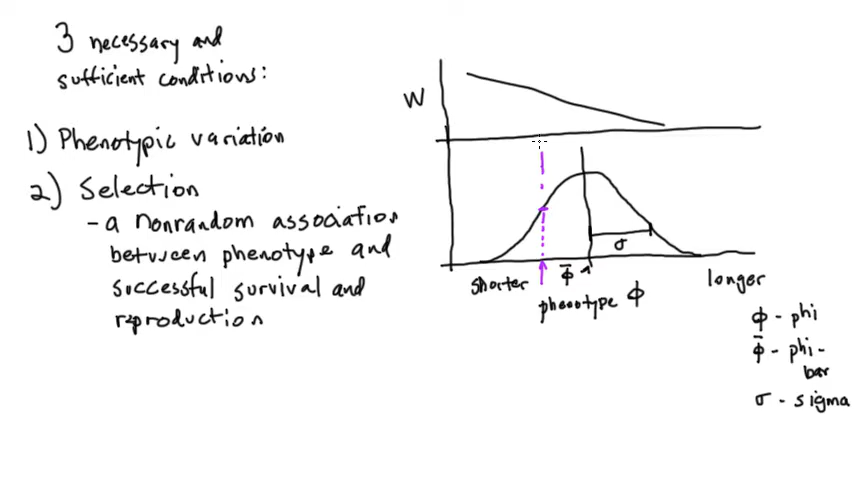 3 necessary and
sufficient conditions:
1) Phenotypic variation
2) Selection
- a nonrandom association
between phenotype and
successful survival and
reproduction
W
σ
shorter
ϕ̄
longer
phenotype ϕ
ϕ - phi
ϕ̄ - phi-
bar
σ - sigma